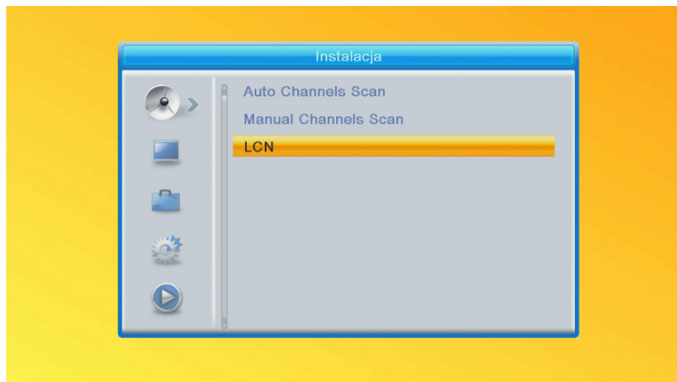 Instalacja
Auto Channels Scan
Manual Channels Scan
LCN